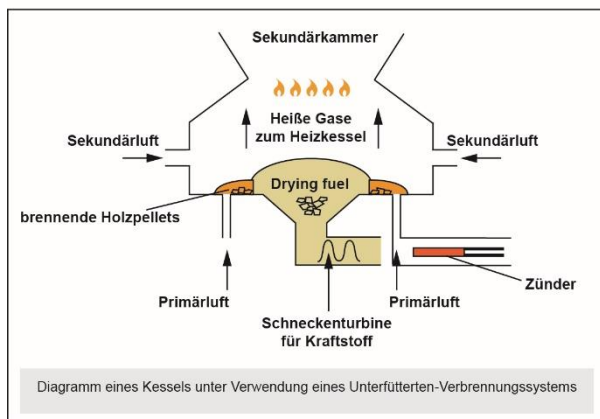 Sekundärkammer
Heiße Gase
zum Heizkessel
Sekundärluft
Sekundärluft
Drying fuel
brennende Holzpellets
Zünder
Primärluft
Primärluft
Schneckenturbine
für Kraftstoff
Diagramm eines Kessels unter Verwendung eines Unterfütterten-Verbrennungssystems